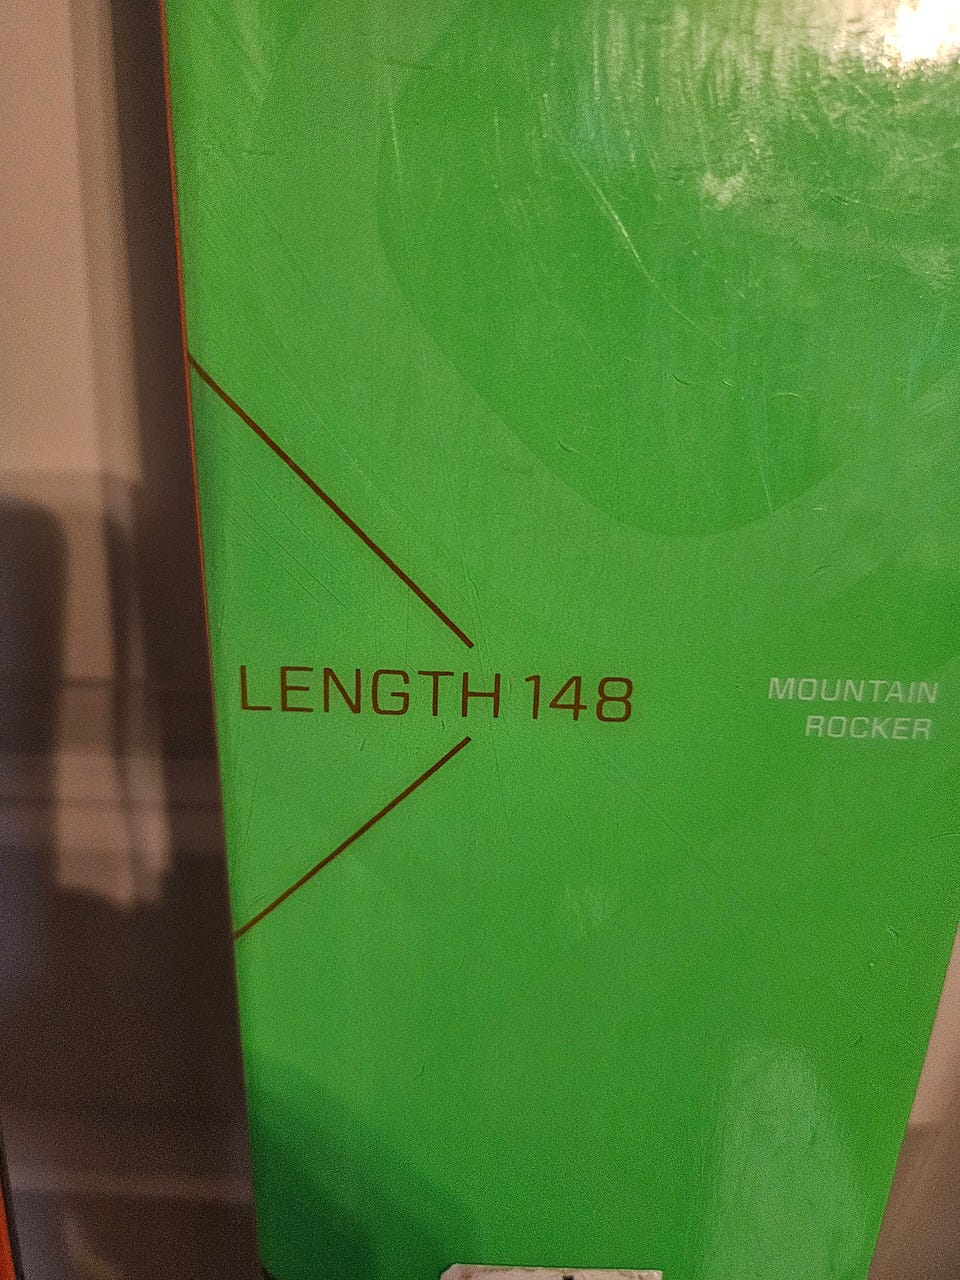 LENGTH 148
MOUNTAIN
ROCKER